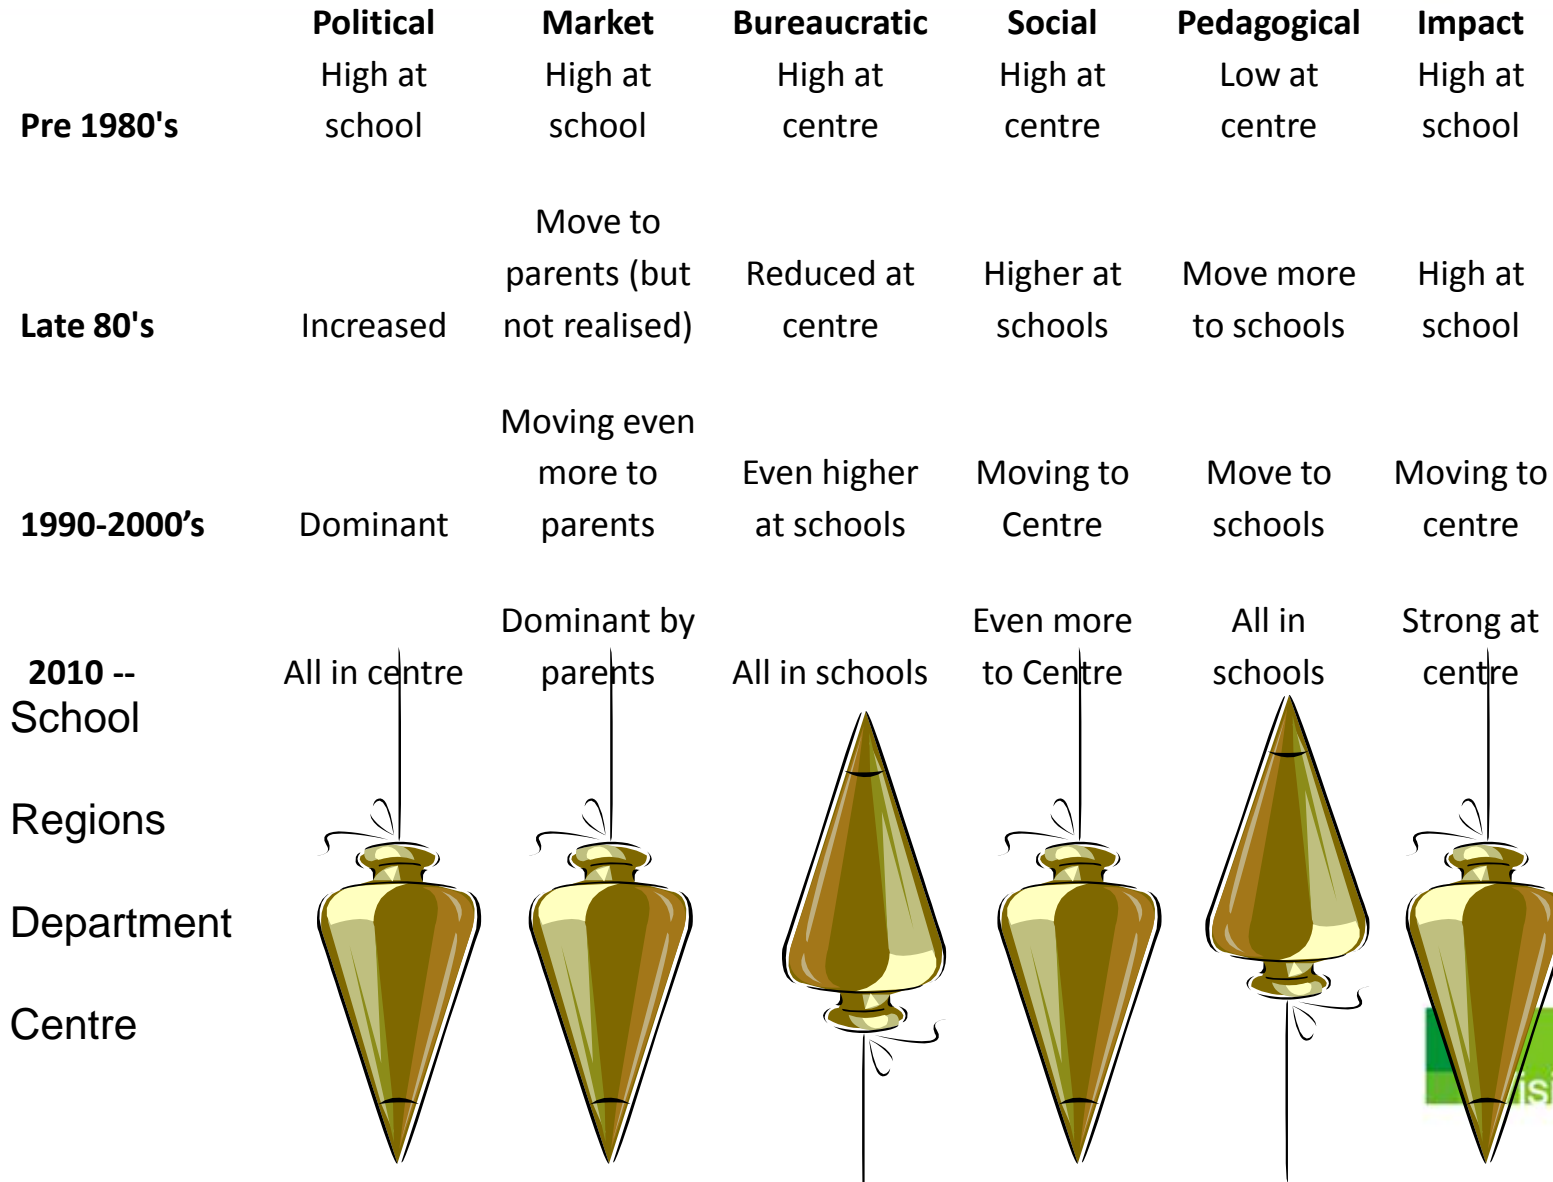 Political Market Bureaucratic Social Pedagogical Impact
High at High at High at High at Low at High at
Pre 1980's school school centre centre centre school
Move to
parents (but Reduced at Higher at Move more High at
Late 80's Increased not realised) centre schools to schools school
Moving even
more to Even higher Moving to Move to Moving to
1990-2000’s Dominant parents at schools Centre schools centre
Dominant by Even more All in Strong at
2010 -- All in centre parents All in schools to Centre schools centre
School
Regions
Department
Centre